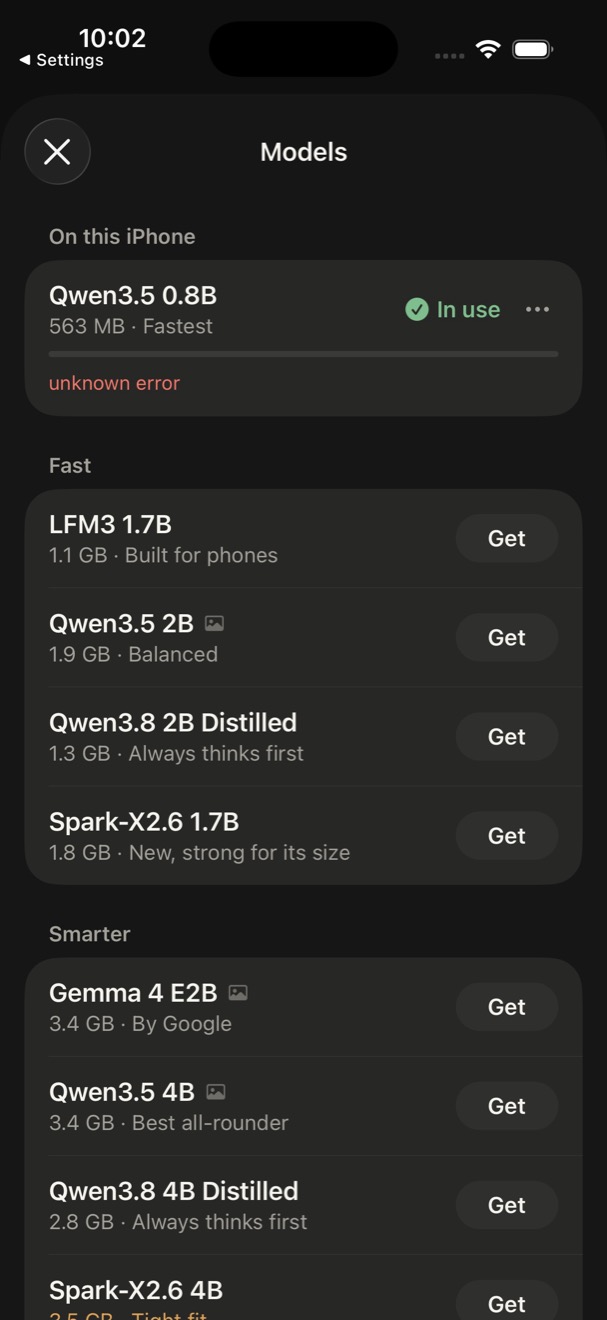 10:02
◀ Settings
Models
On this iPhone
Qwen3.5 0.8B
563 MB · Fastest
In use
unknown error
Fast
LFM3 1.7B
1.1 GB · Built for phones
Get
Qwen3.5 2B
1.9 GB · Balanced
Get
Qwen3.8 2B Distilled
1.3 GB · Always thinks first
Get
Spark-X2.6 1.7B
1.8 GB · New, strong for its size
Get
Smarter
Gemma 4 E2B
3.4 GB · By Google
Get
Qwen3.5 4B
3.4 GB · Best all-rounder
Get
Qwen3.8 4B Distilled
2.8 GB · Always thinks first
Get
Spark-X2.6 4B
GB · Tight fit
Get